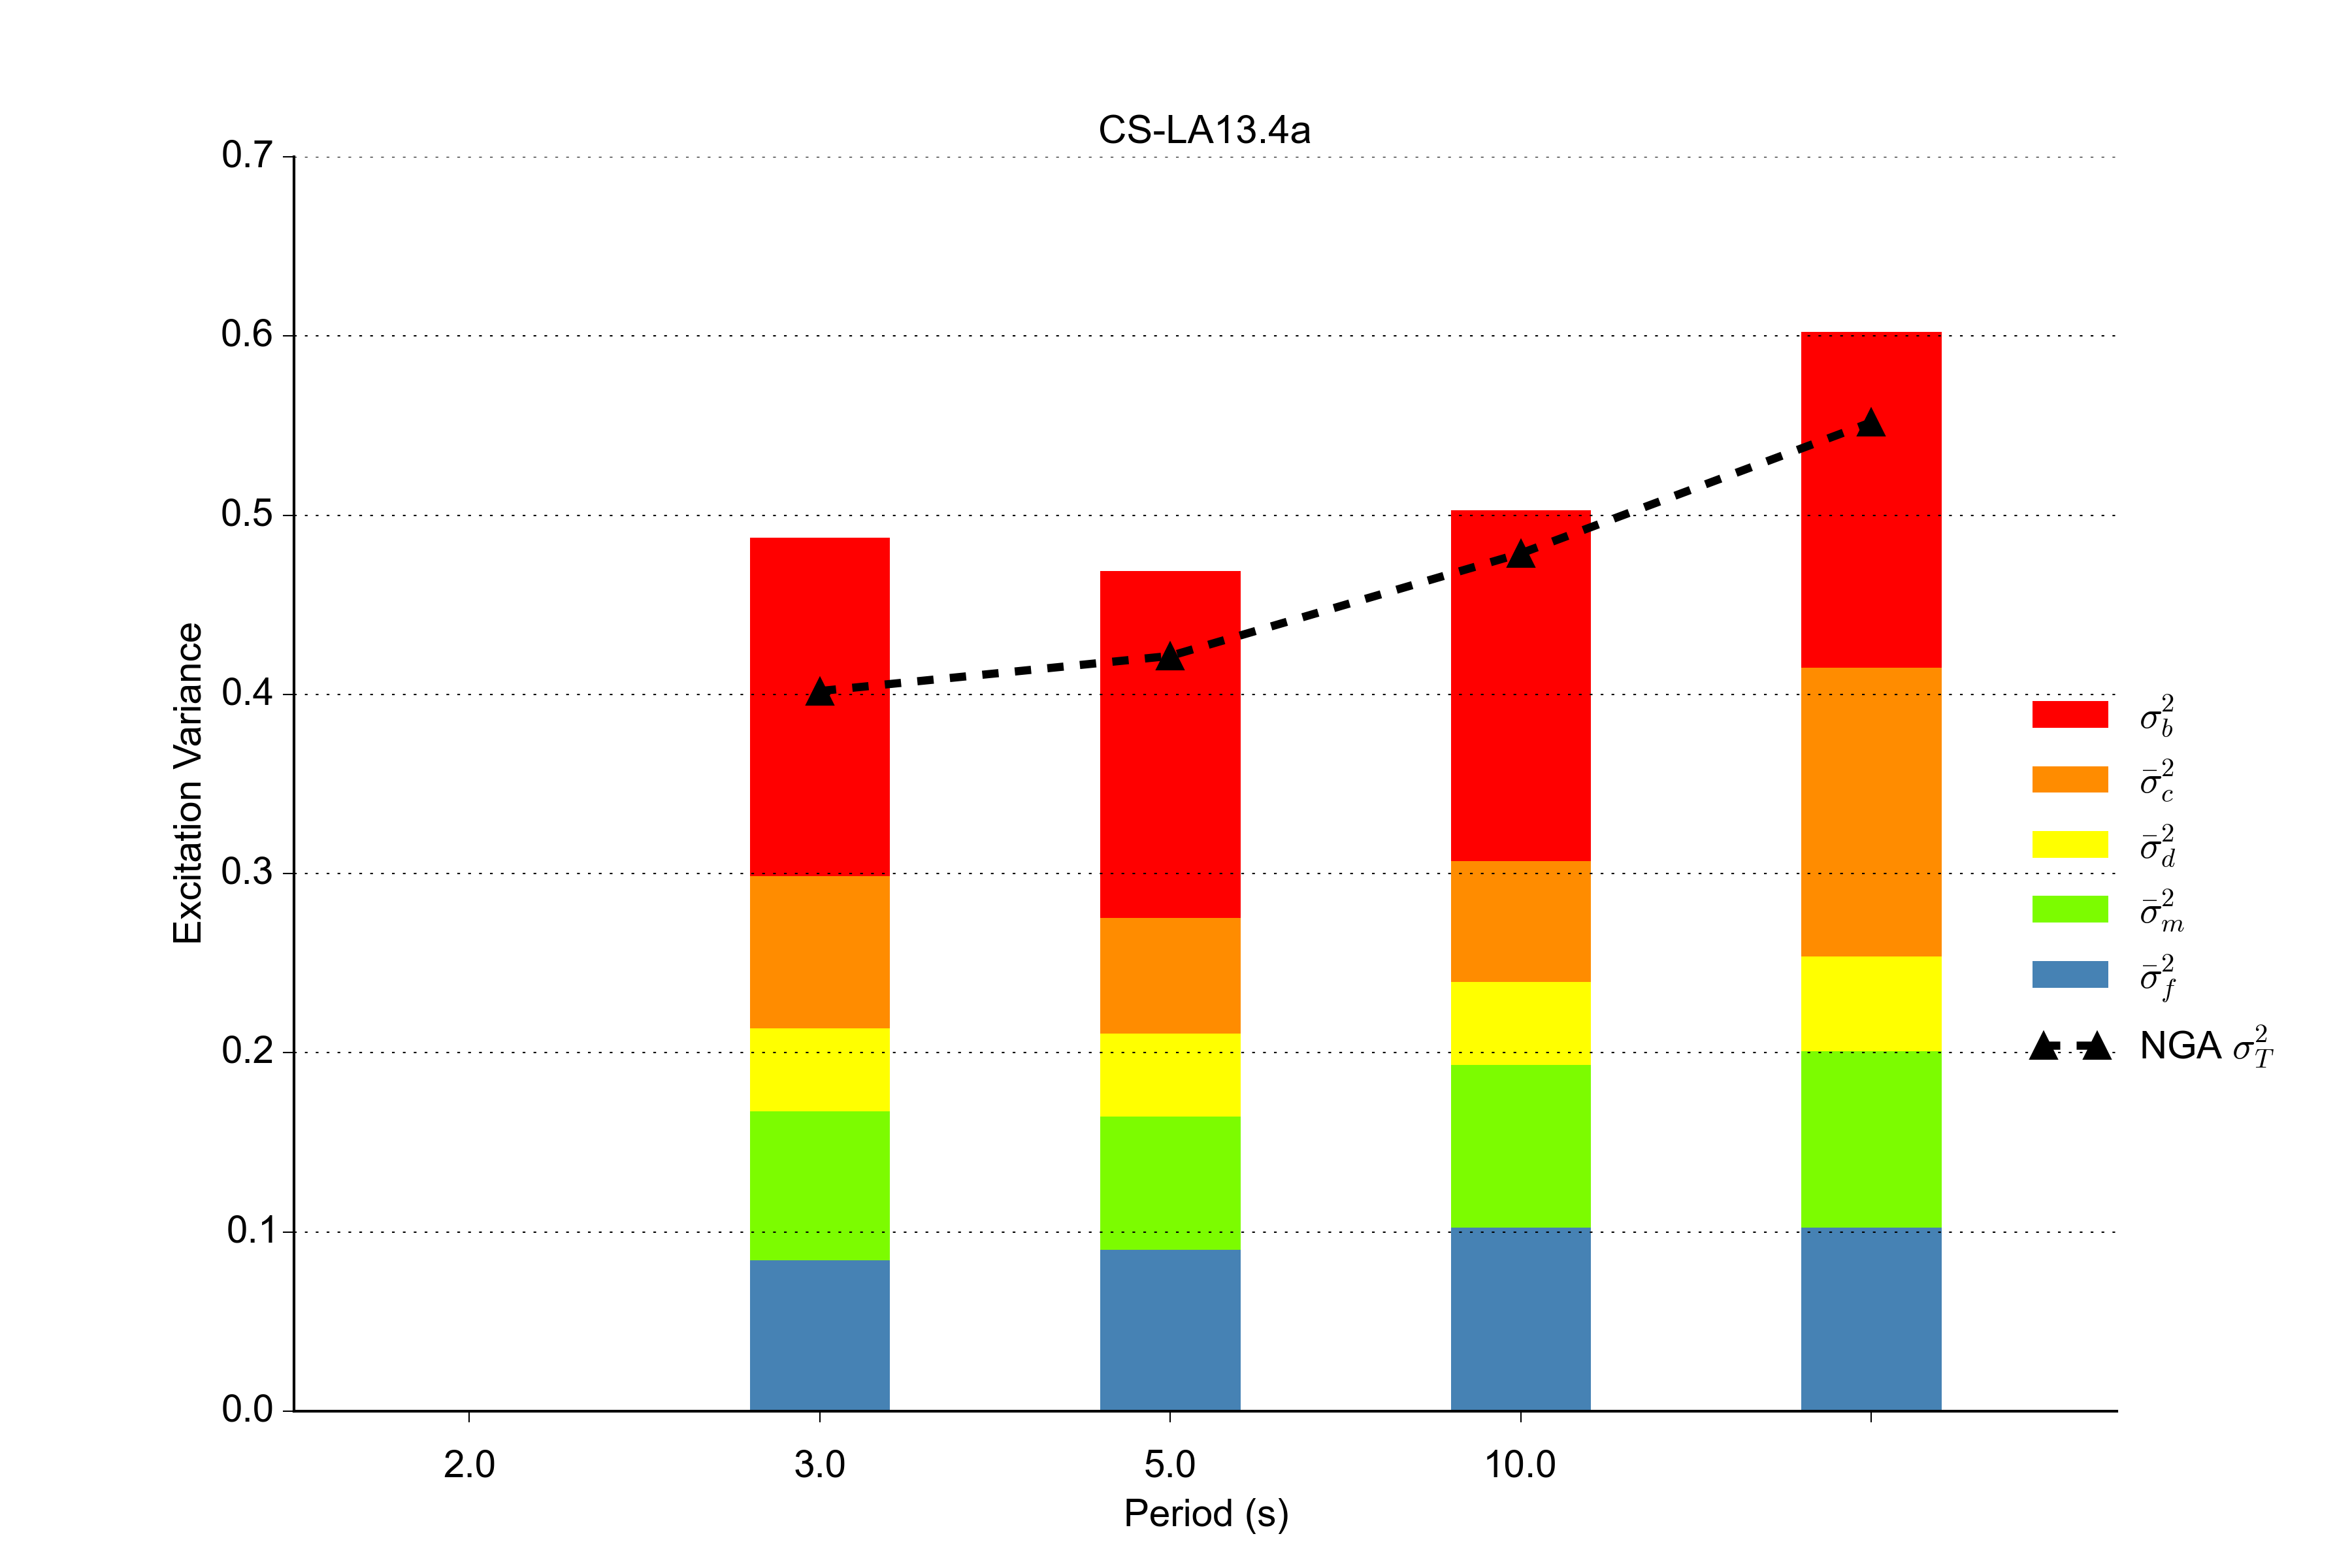 CS-LA13.4a
0.7
0.6
0.5
0.4
0.3
0.2
0.1
0.0
Excitation Variance
2.0 3.0 5.0 10.0
Period (s)
σ_b^2
σ̄_c^2
σ̄_d^2
σ̄_m^2
σ̄_f^2
NGA σ_T^2